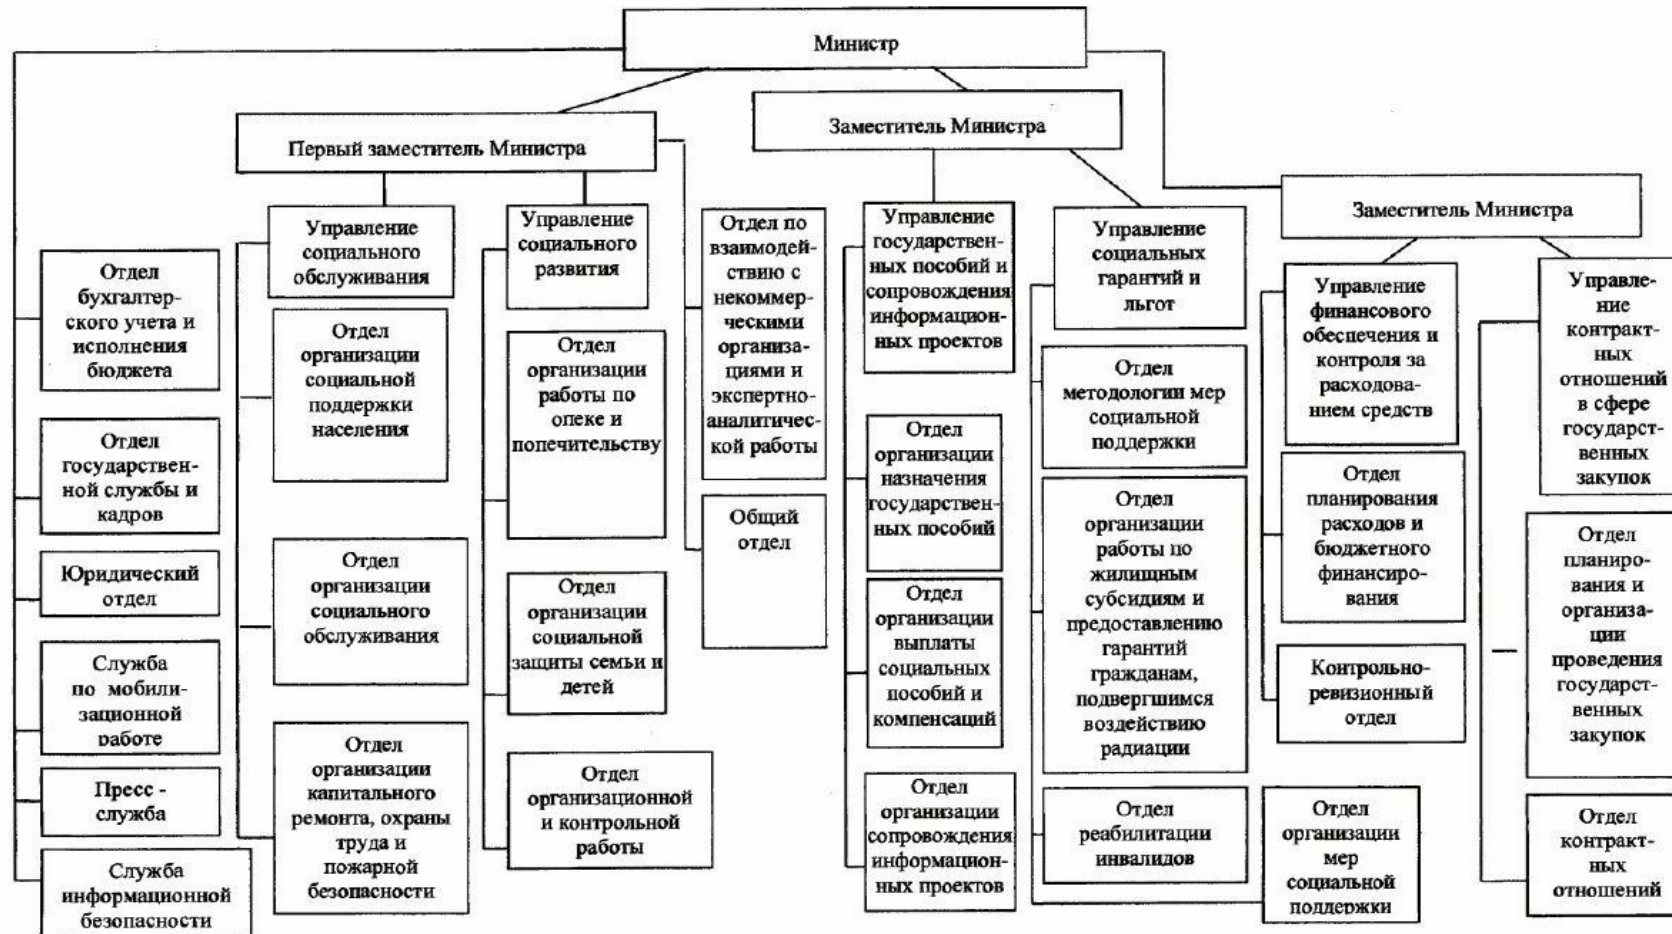 Министр
Первый заместитель Министра
Заместитель Министра
Заместитель Министра
Отдел
бухгалтер-
ского учета и
исполнения
бюджета
Отдел
государствен-
ной службы и
кадров
Юридический
отдел
Служба
по мобили-
зационной
работе
Пресс -
служба
Служба
информационной
безопасности
Управление
социального
обслуживания
Отдел
организации
социальной
поддержки
населения
Отдел
организации
социального
обслуживания
Отдел
организации
капитального
ремонта, охраны
труда и
пожарной
безопасности
Управление
социального
развития
Отдел
организации
работы по
опеке и
попечительству
Отдел
организации
социальной
защиты семьи и
детей
Отдел
организационной
и контрольной
работы
Отдел по
взаимодей-
ствию с
некоммер-
ческими
организа-
циями и
экспертно-
аналитичес-
кой работы
Общий
отдел
Управление
государствен-
ных пособий и
сопровождения
информацион-
ных проектов
Отдел
организации
назначения
государствен-
ных пособий
Отдел
организации
выплаты
социальных
пособий и
компенсаций
Отдел
организации
сопровождения
информацион-
ных проектов
Управление
социальных
гарантий и
льгот
Отдел
методологии мер
социальной
поддержки
Отдел
организации
работы по
жилищным
субсидиям и
предоставлению
гарантий
гражданам,
подвергшимся
воздействию
радиации
Отдел
реабилитации
инвалидов
Отдел
организации
мер
социальной
поддержки
Управление
финансового
обеспечения и
контроля за
расходова-
нием средств
Отдел
планирования
расходов и
бюджетного
финансиро-
вания
Контрольно-
ревизионный
отдел
Управле-
ние
контракт-
ных
отношений
в сфере
государст-
венных
закупок
Отдел
планиро-
вания и
организа-
ции
проведения
государст-
венных
закупок
Отдел
контракт-
ных
отношений